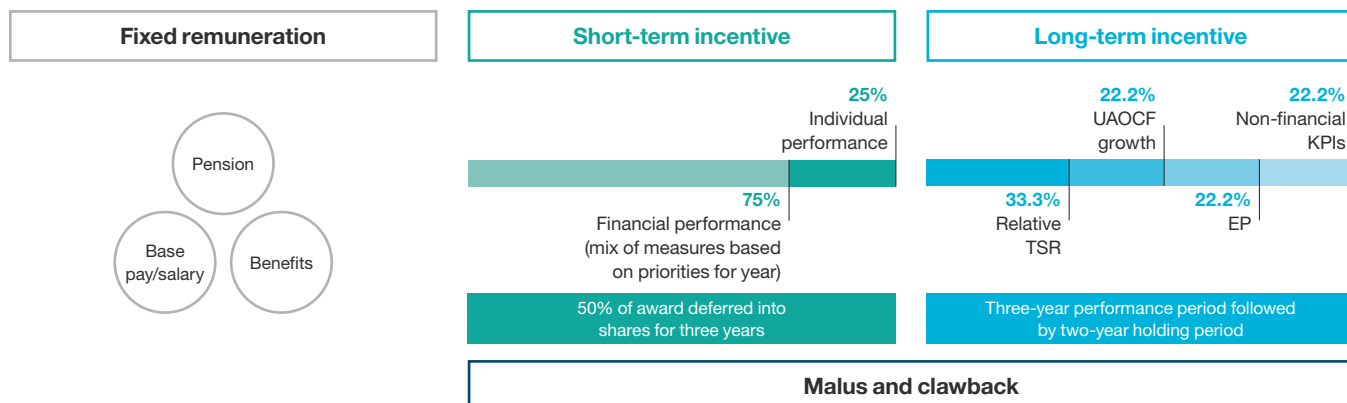 Fixed remuneration
Pension
Base
pay/salary
Benefits
Short-term incentive
25%
Individual
performance
75%
Financial performance
(mix of measures based
on priorities for year)
50% of award deferred into
shares for three years
Long-term incentive
22.2%
UAOCF
growth
22.2%
Non-financial
KPIs
33.3%
Relative
TSR
22.2%
EP
Three-year performance period followed
by two-year holding period
Malus and clawback